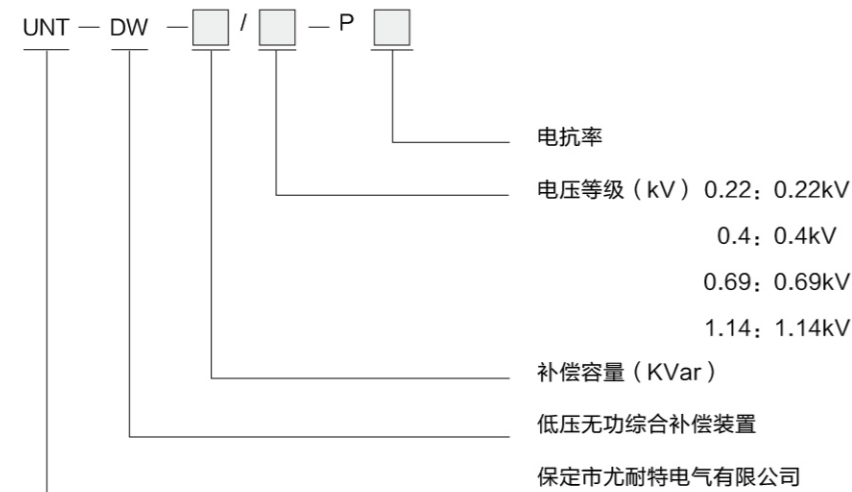 UNT — DW — □ / □ — P □
电抗率
电压等级（kV）0.22：0.22kV
0.4：0.4kV
0.69：0.69kV
1.14：1.14kV
补偿容量（KVar）
低压无功综合补偿装置
保定市尤耐特电气有限公司